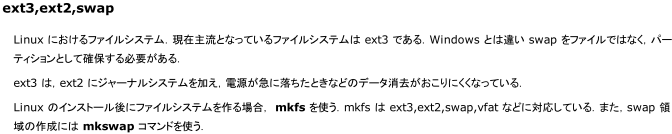 ext3,ext2,swap
Linux におけるファイルシステム. 現在主流となっているファイルシステムは ext3 である. Windows とは違い swap をファイルではなく, パー
ティションとして確保する必要がある.
ext3 は, ext2 にジャーナルシステムを加え, 電源が急に落ちたときなどのデータ消去がおこりにくくなっている.
Linux のインストール後にファイルシステムを作る場合, mkfs を使う. mkfs は ext3,ext2,swap,vfat などに対応している. また, swap 領
域の作成には mkswap コマンドを使う.